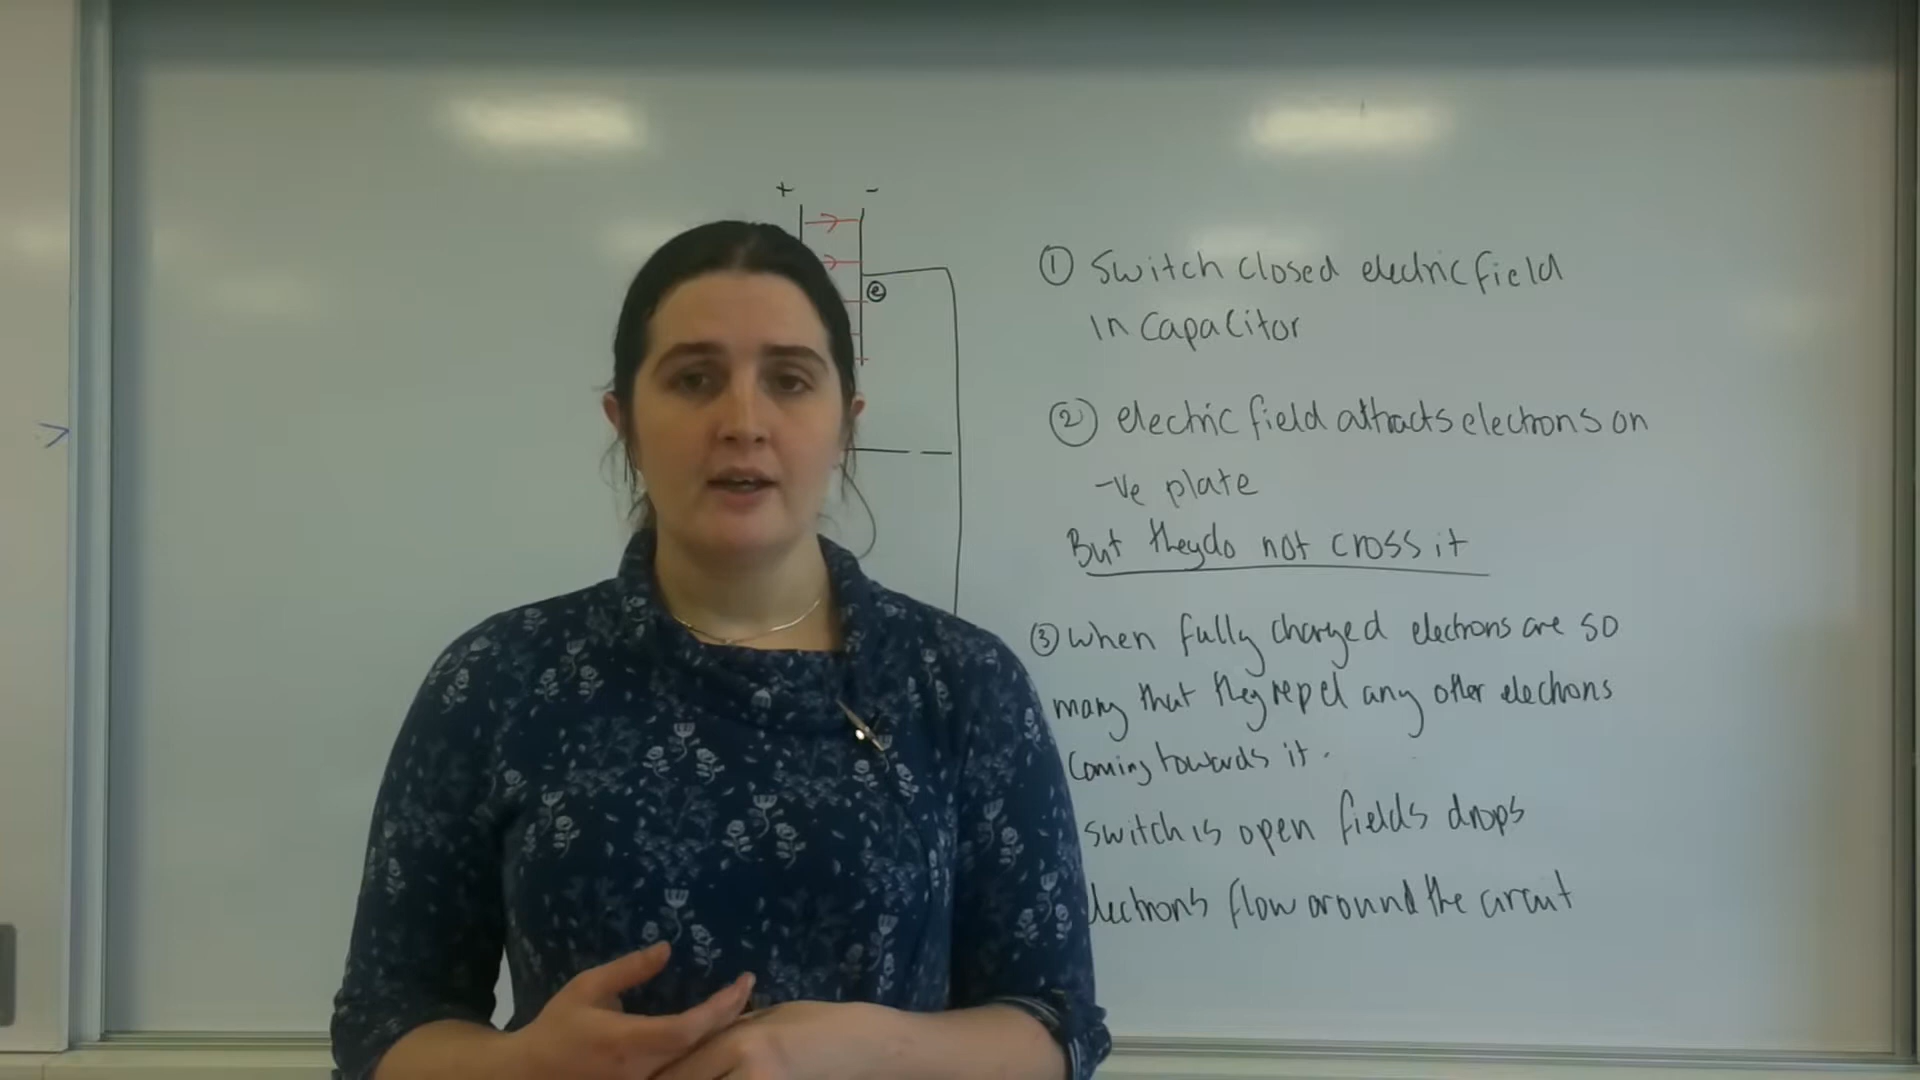 + -
e
① Switch closed electric field
in capacitor
② electric field attracts electrons on
-ve plate
But they do not cross it
③ when fully charged electrons are so
many that they repel any other electrons
coming towards it.
switch is open fields drops
electrons flow around the circuit